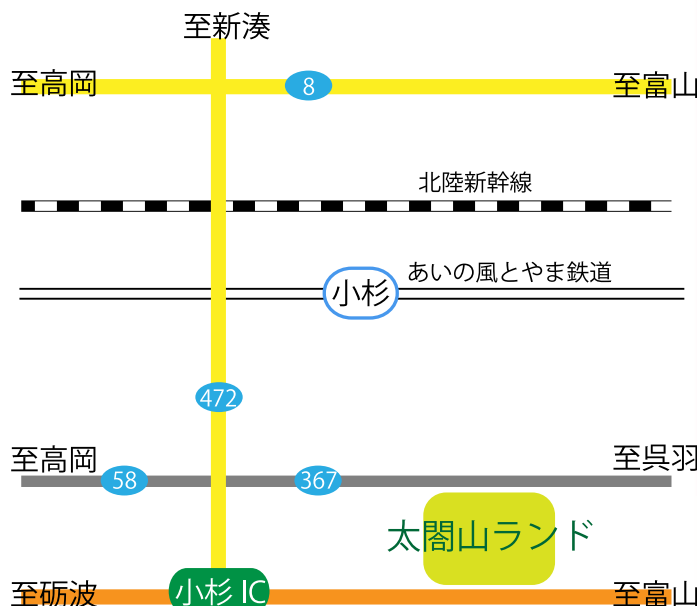 至新湊
至高岡
8
至富山
北陸新幹線
あいの風とやま鉄道
小杉
472
至高岡
58
367
至呉羽
太閤山ランド
至砺波
小杉 IC
至富山